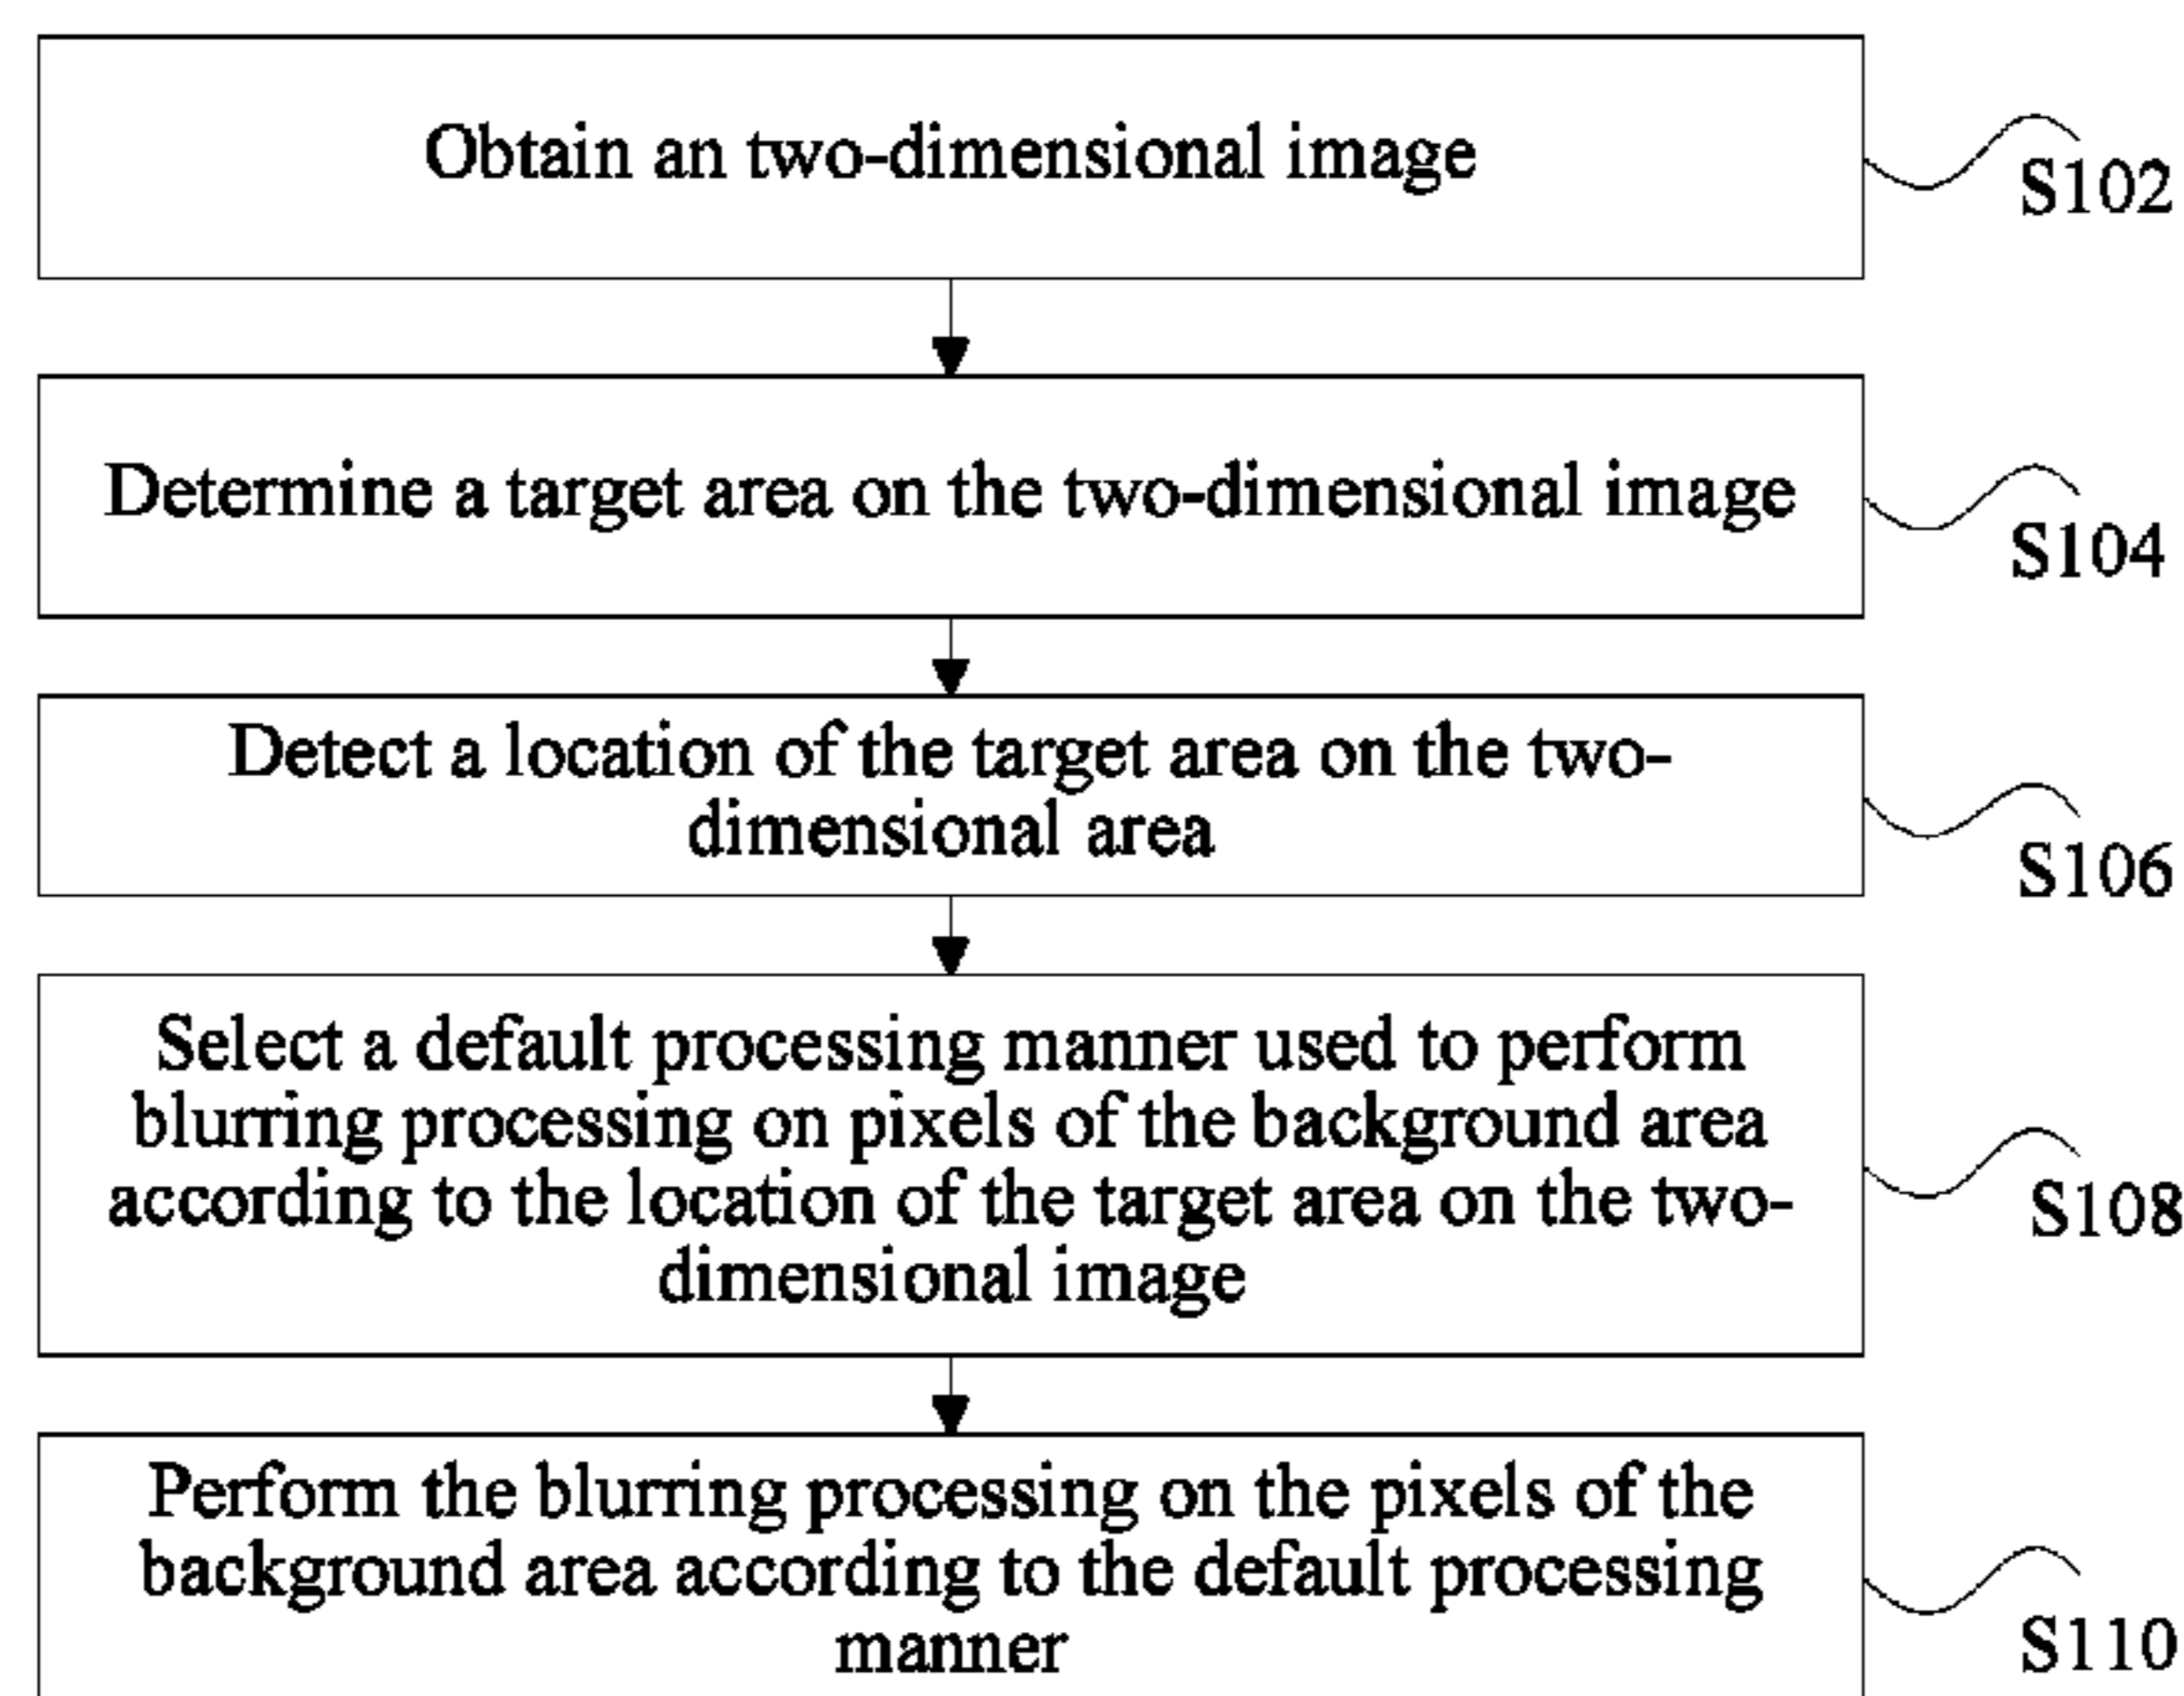 Obtain an two-dimensional image
S102
Determine a target area on the two-dimensional image
S104
Detect a location of the target area on the two-
dimensional area
S106
Select a default processing manner used to perform
blurring processing on pixels of the background area
according to the location of the target area on the two-
dimensional image
S108
Perform the blurring processing on the pixels of the
background area according to the default processing
manner
S110